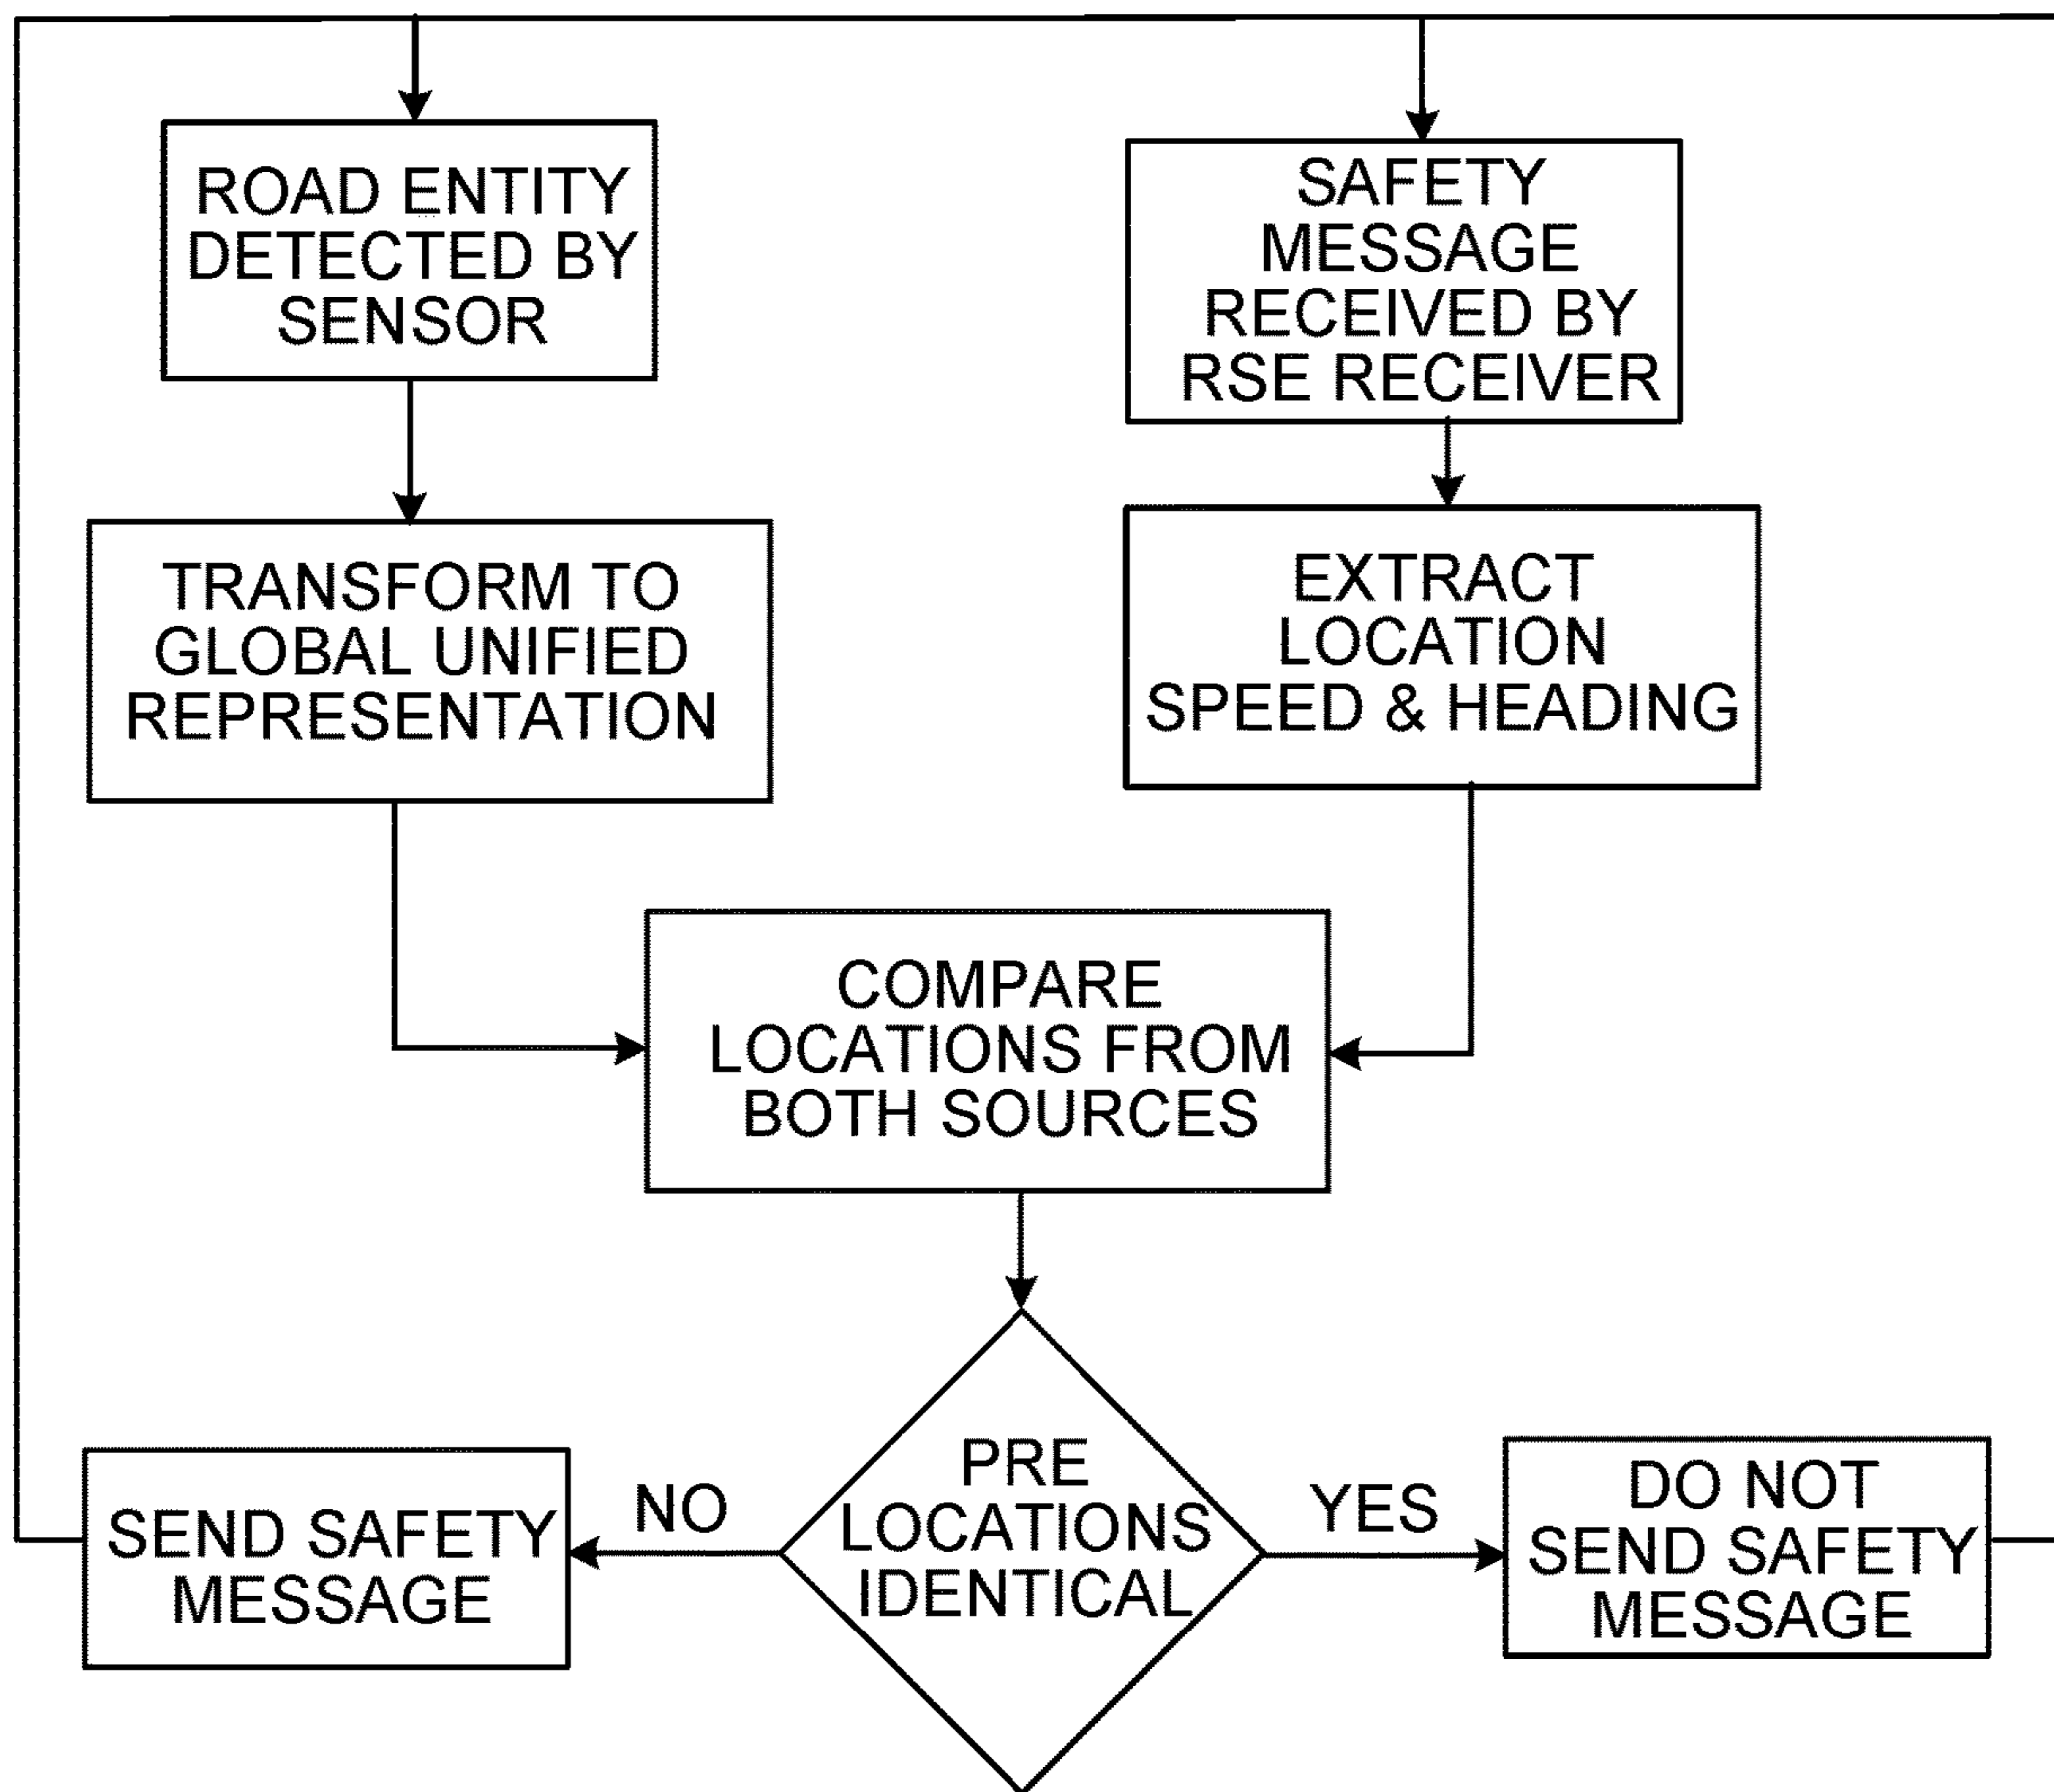 ROAD ENTITY
DETECTED BY
SENSOR
SAFETY
MESSAGE
RECEIVED BY
RSE RECEIVER
TRANSFORM TO
GLOBAL UNIFIED
REPRESENTATION
EXTRACT
LOCATION
SPEED & HEADING
COMPARE
LOCATIONS FROM
BOTH SOURCES
PRE
LOCATIONS
IDENTICAL
NO
YES
SEND SAFETY
MESSAGE
DO NOT
SEND SAFETY
MESSAGE